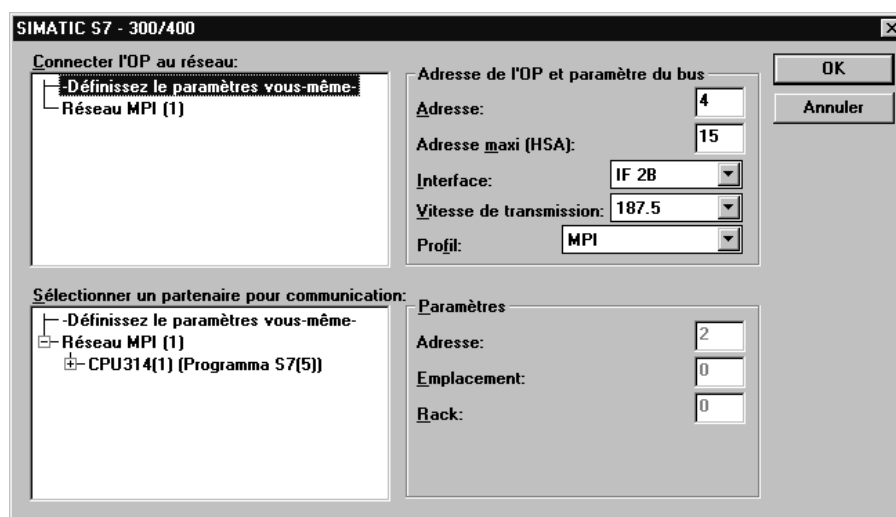 SIMATIC S7 - 300/400
Connecter l'OP au réseau:
-Définissez le paramètres vous-même-
Réseau MPI (1)
Adresse de l'OP et paramètre du bus
Adresse: 4
Adresse maxi (HSA): 15
Interface: IF 2B
Vitesse de transmission: 187.5
Profil: MPI
OK
Annuler
Sélectionner un partenaire pour communication:
-Définissez le paramètres vous-même-
Réseau MPI (1)
CPU314(1) (Programma S7(5))
Paramètres
Adresse: 2
Emplacement: 0
Rack: 0